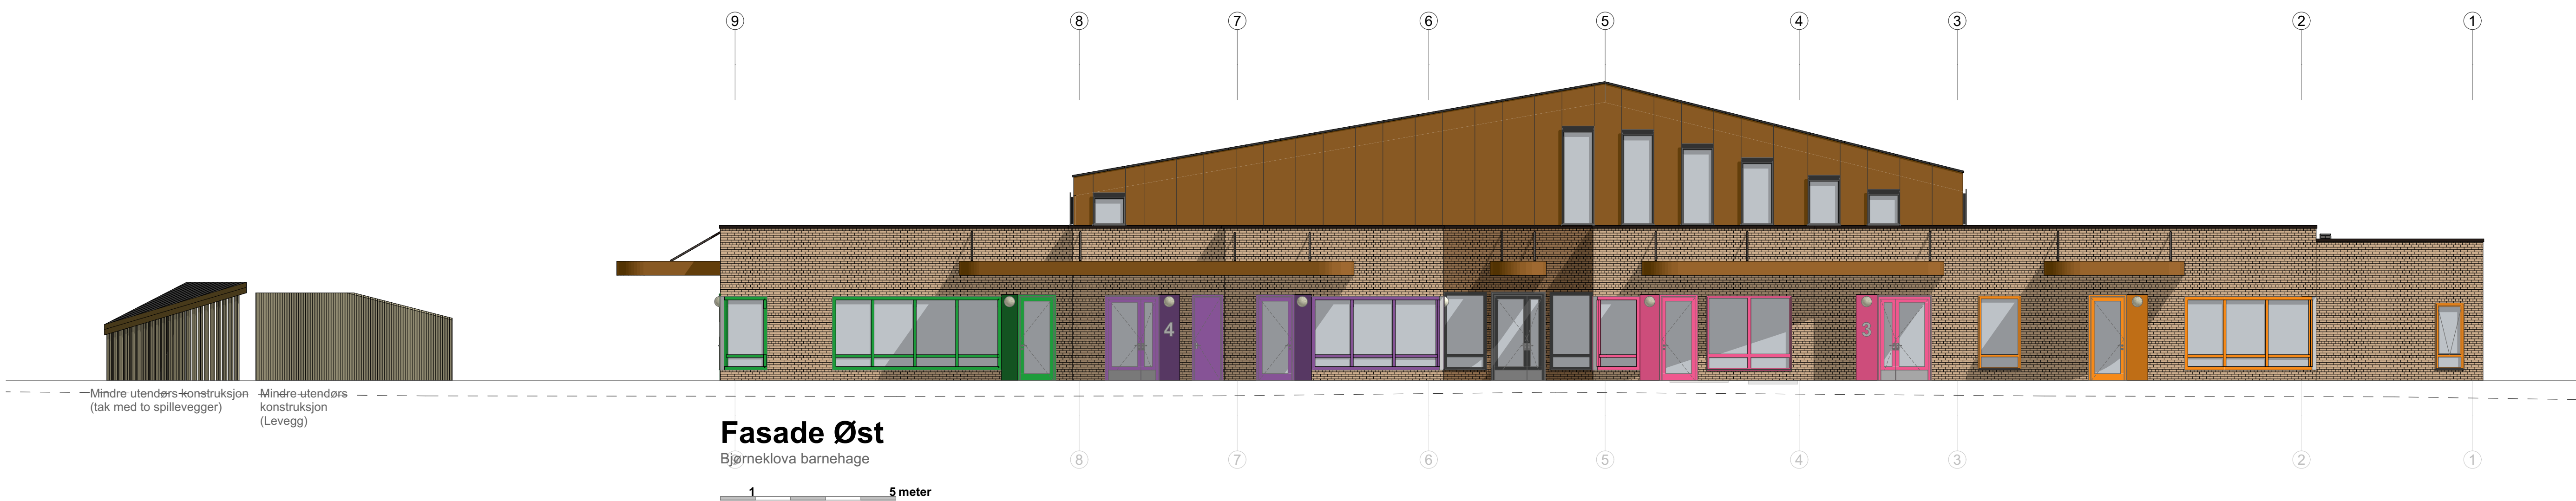 9 8 7 6 5 4 3 2 1
4 3
Mindre utendørs konstruksjon
(tak med to spillevegger)
Mindre utendørs
konstruksjon
(Levegg)
Fasade Øst
Bjørneklova barnehage
9 8 7 6 5 4 3 2 1
1 5 meter